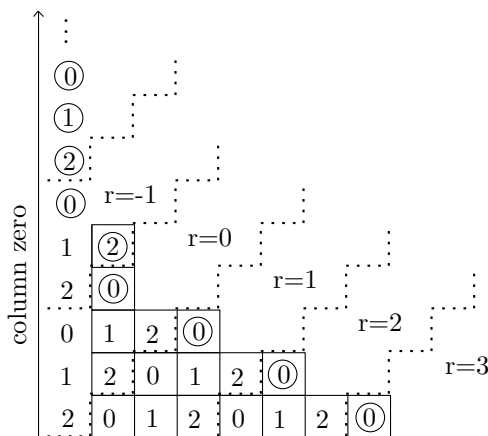 ⋮
0
1
2
0 r=-1
1 2 r=0
2 0 r=1
0 1 2 0 r=2
1 2 0 1 2 0 r=3
2 0 1 2 0 1 2 0
column zero